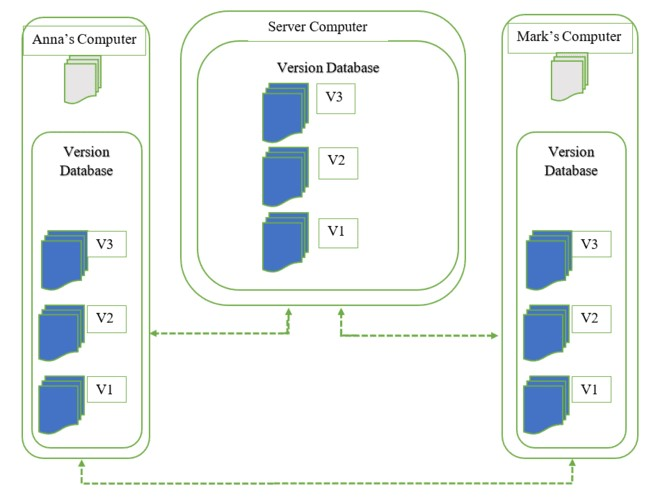 Anna's Computer
Version
Database
V3
V2
V1
Server Computer
Version Database
V3
V2
V1
Mark's Computer
Version
Database
V3
V2
V1